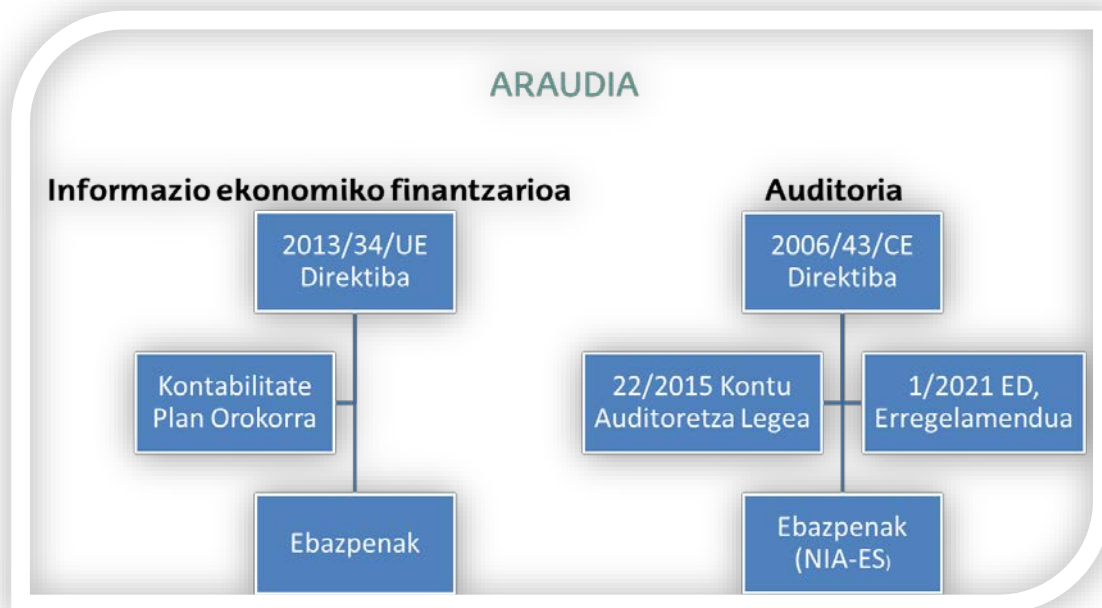 ARAUDIA
Informazio ekonomiko finantzarioa
2013/34/UE
Direktiba
Kontabilitate
Plan Orokorra
Ebazpenak
Auditoria
2006/43/CE
Direktiba
22/2015 Kontu
Auditoretza Legea
1/2021 ED,
Erregelamendua
Ebazpenak
(NIA-ES)